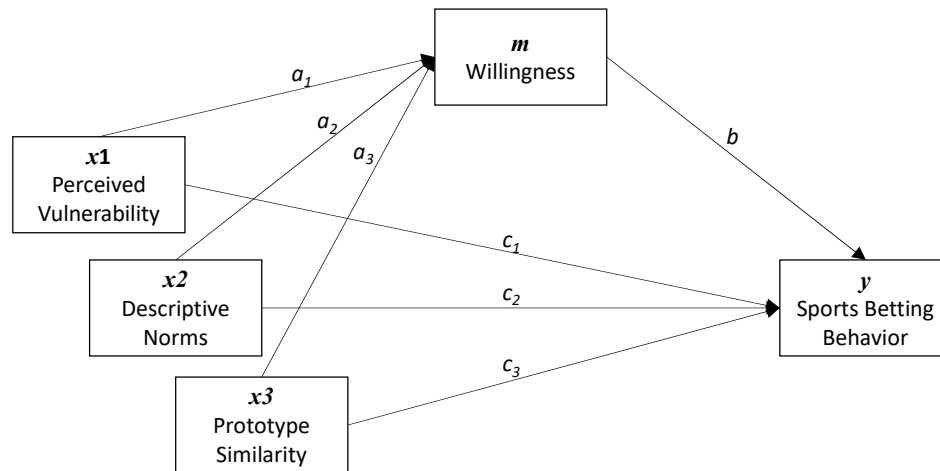 m
Willingness
a1
a2
a3
b
x1
Perceived
Vulnerability
c1
x2
Descriptive
Norms
c2
y
Sports Betting
Behavior
c3
x3
Prototype
Similarity